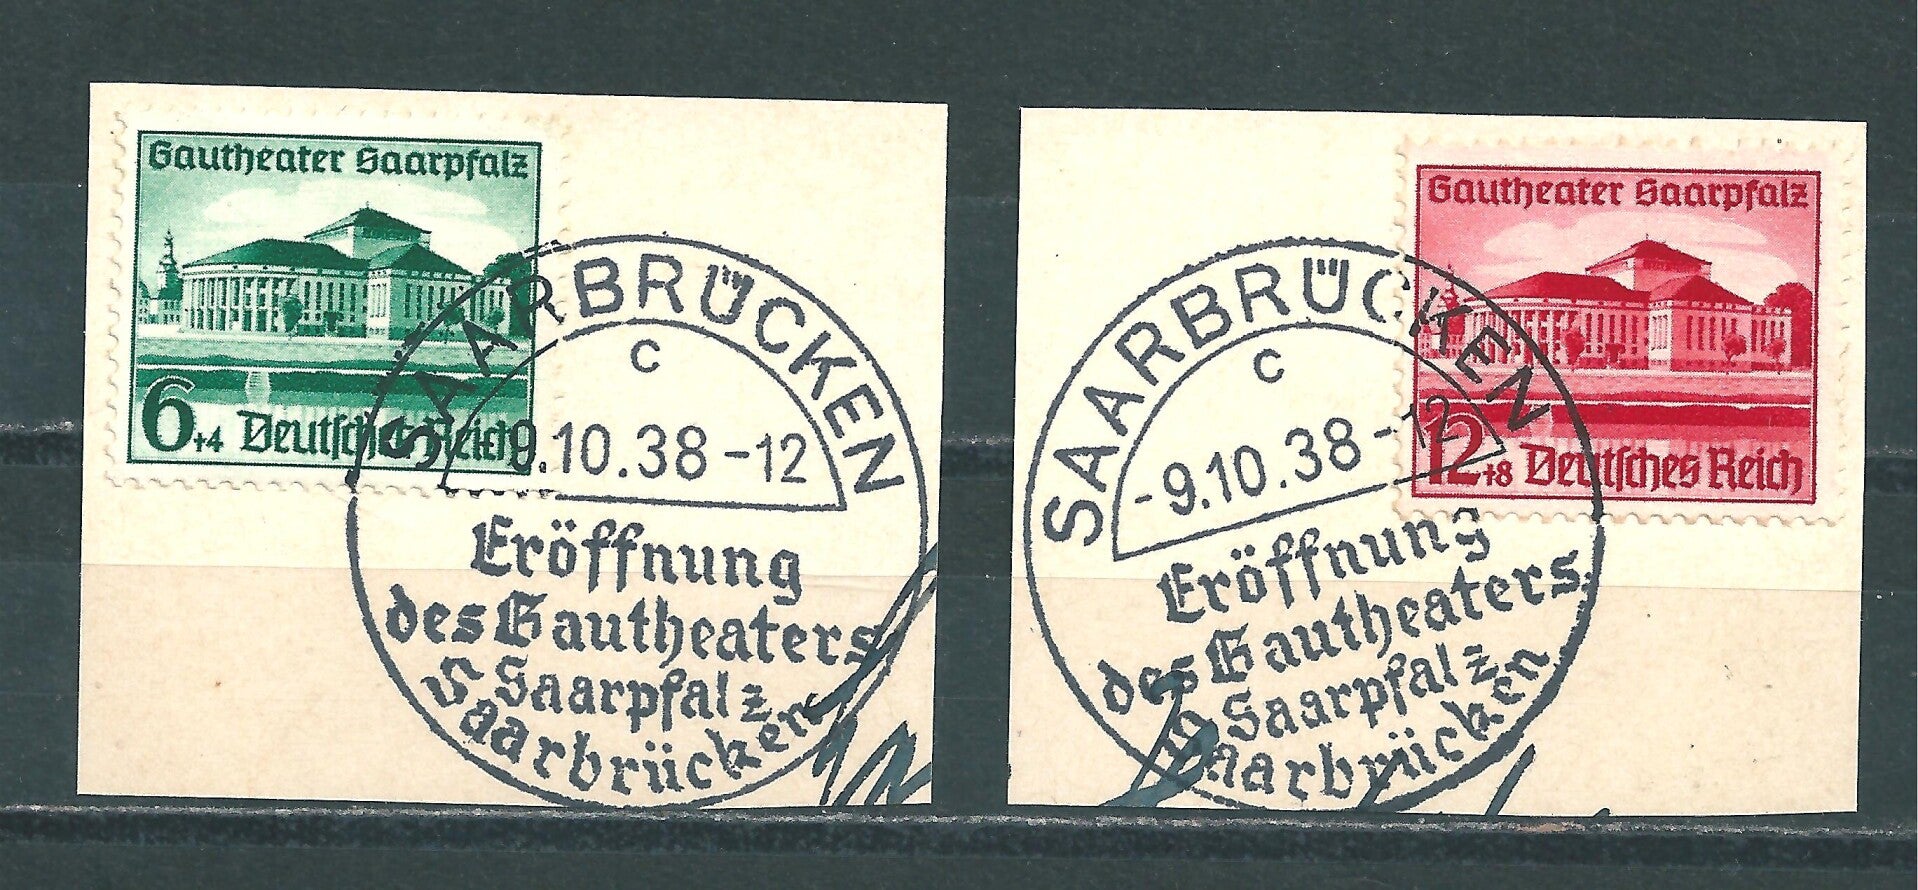 Gautheater Saarpfalz
6+4 Deutsches Reich
SAARBRÜCKEN
c
-9.10.38-12
Eröffnung
des Gautheaters
Saarpfalz
Saarbrücken
Gautheater Saarpfalz
12+8 Deutsches Reich
SAARBRÜCKEN
c
-9.10.38-12
Eröffnung
des Gautheaters
Saarpfalz
Saarbrücken